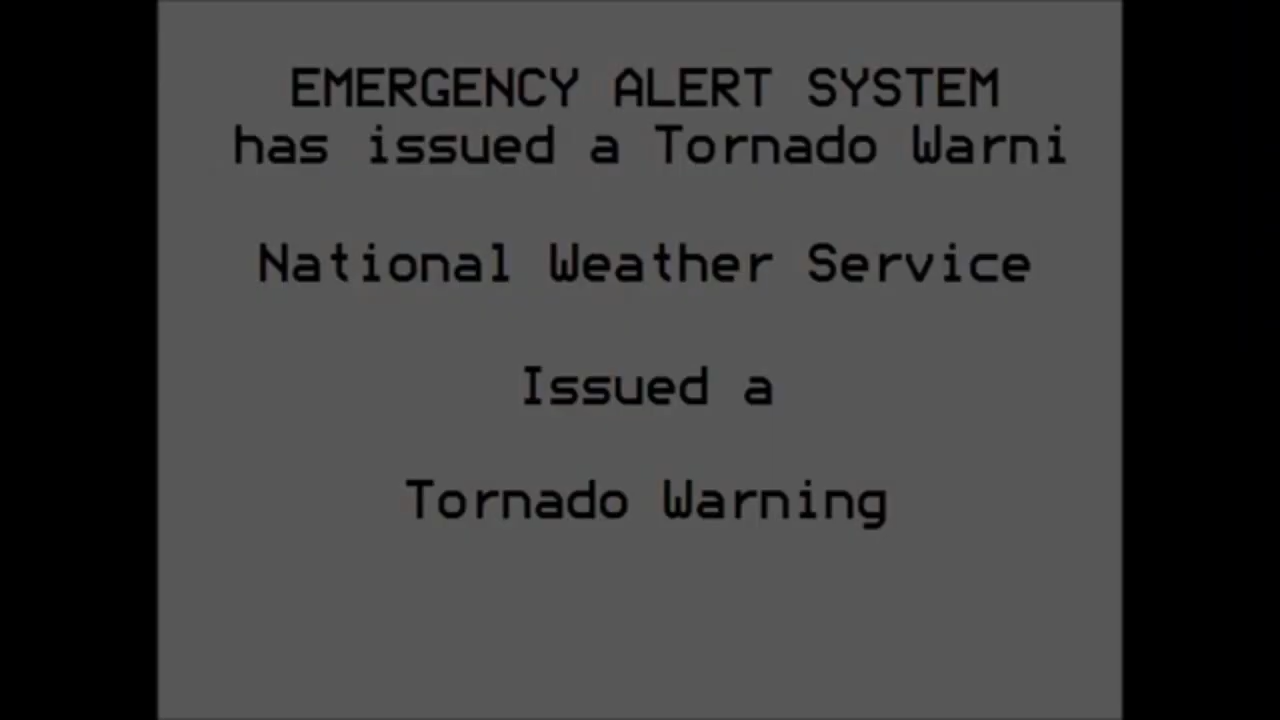 EMERGENCY ALERT SYSTEM
has issued a Tornado Warni
National Weather Service
Issued a
Tornado Warning